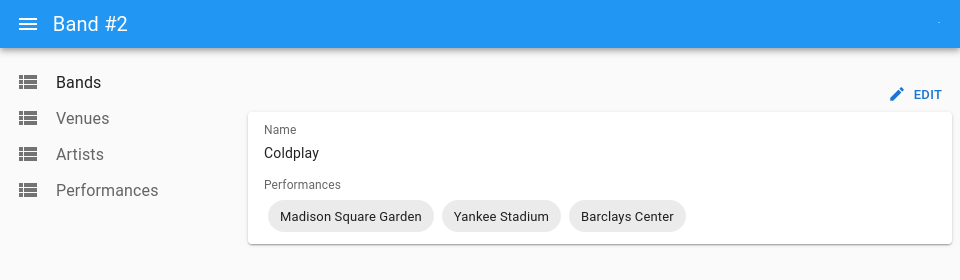 Band #2
Bands
Venues
Artists
Performances
EDIT
Name
Coldplay
Performances
Madison Square Garden Yankee Stadium Barclays Center